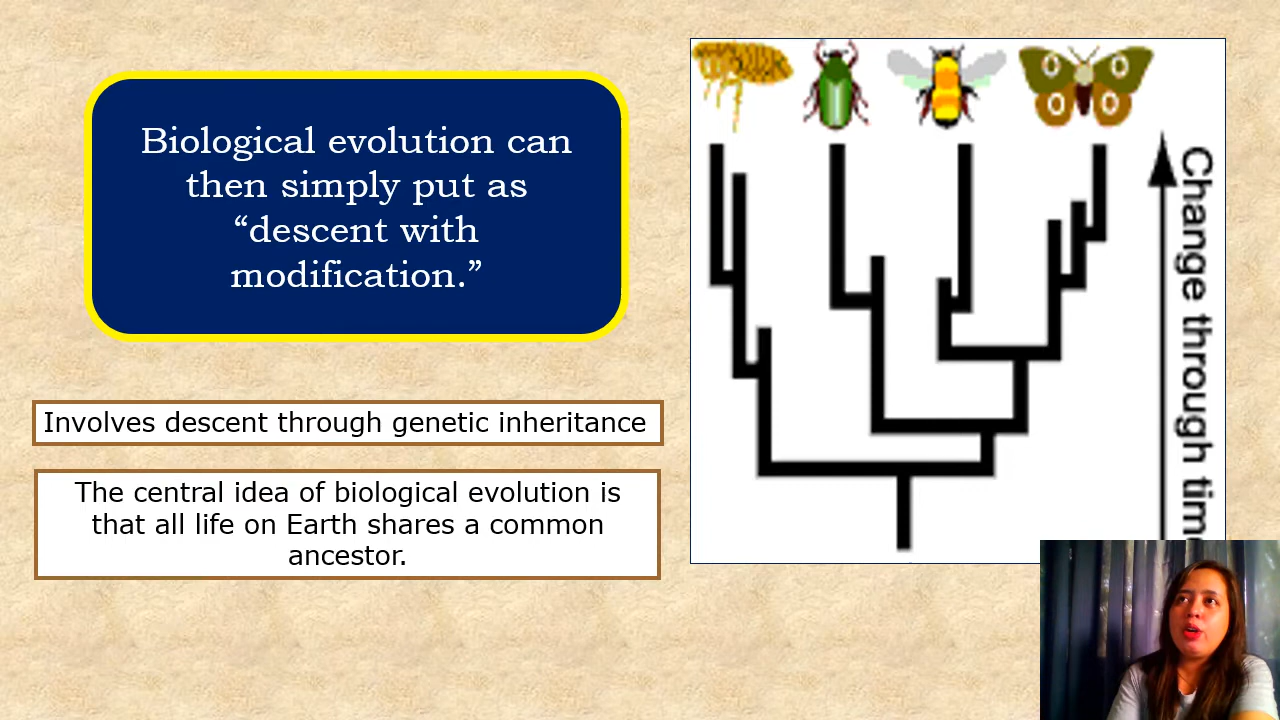 Biological evolution can
then simply put as
“descent with
modification.”
Involves descent through genetic inheritance
The central idea of biological evolution is
that all life on Earth shares a common
ancestor.
Change through tim